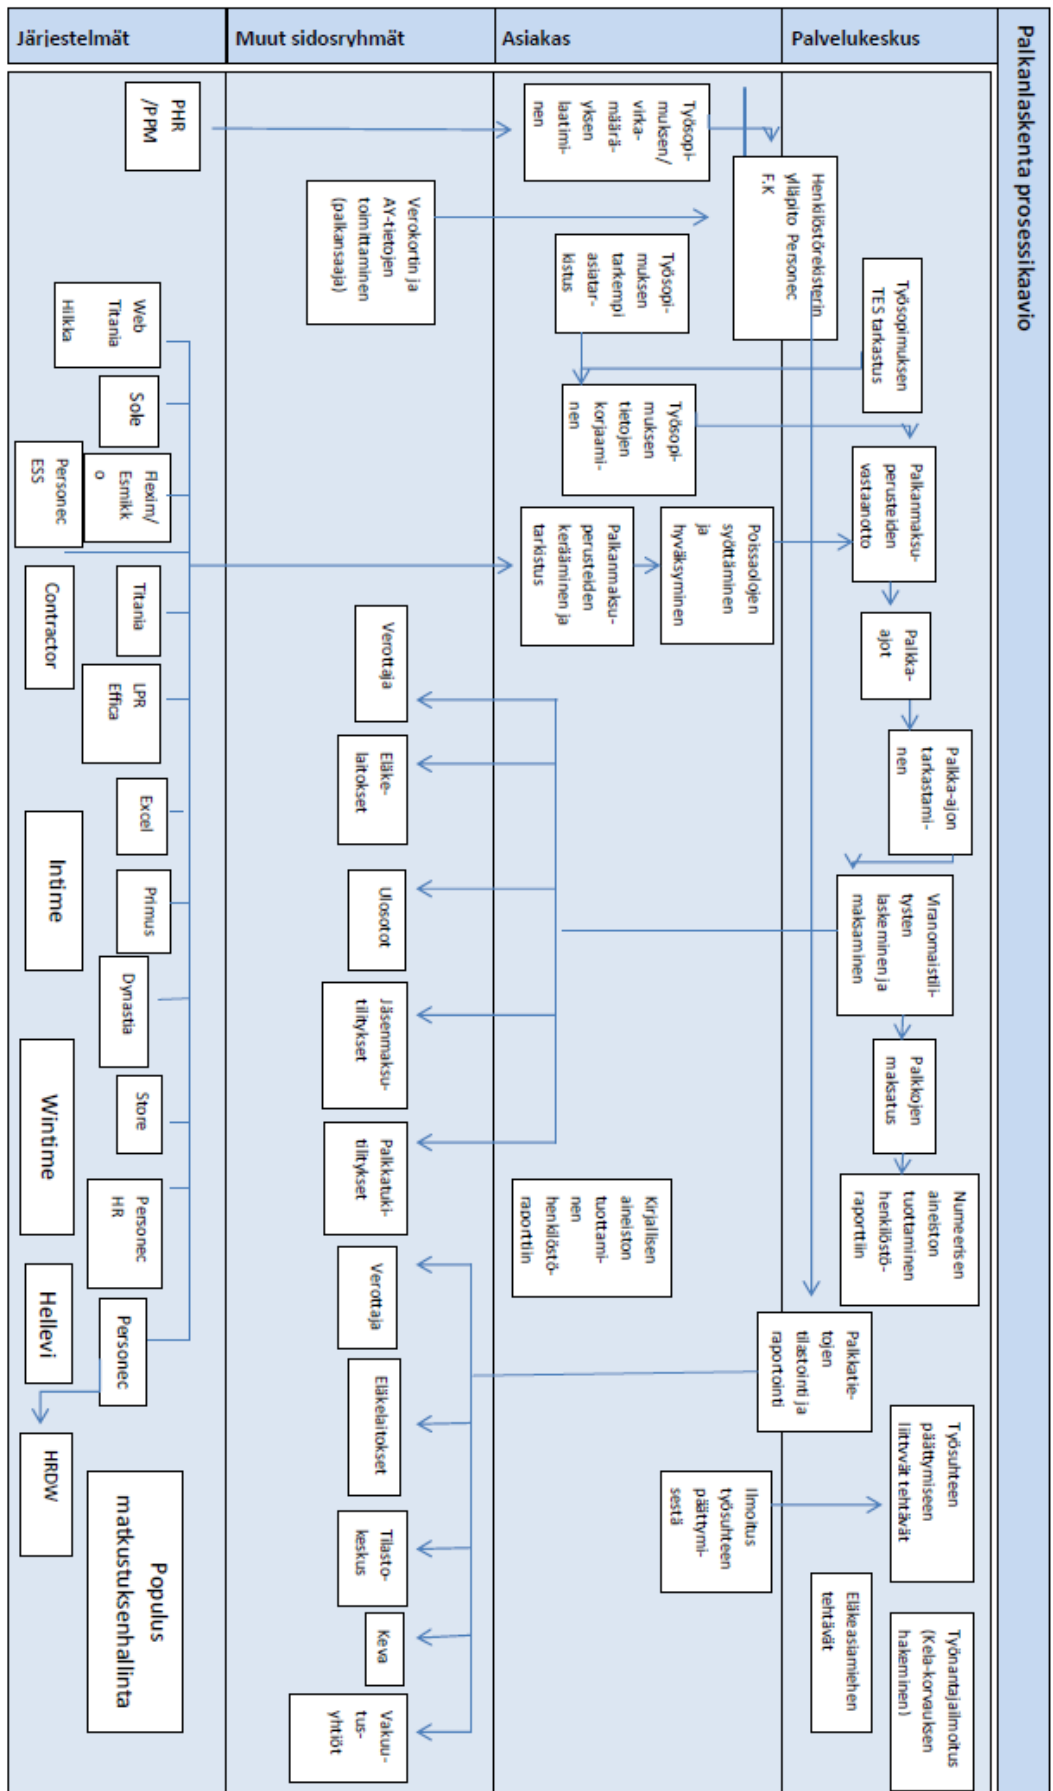 Palkanlaskenta prosessikaavio
Palvelukeskus
Asiakas
Muut sidosryhmät
Järjestelmät
Henkilöstörekisterin
ylläpito Personec
F.K
Työsopimuksen
TES tarkastus
Palkanmaksu-
perusteiden
vastaanotto
Palkka-
ajot
Palkka-ajon
tarkastami-
nen
Viranomaistili-
tysten
laskeminen ja
maksaminen
Palkkojen
maksatus
Numeerisen
aineiston
tuottaminen
henkilöstö-
raporttiin
Palkkatie-
tojen
tilastointi ja
raportointi
Työsuhteen
päättymiseen
liittyvät tehtävät
Eläkeasiamiehen
tehtävät
Työnantajailmoitus
(Kela-korvauksen
hakeminen)
Työsopi-
muksen/
virka-
määrä-
yksen
laatimi-
nen
Työsopi-
muksen
tarkempi
asiatar-
kistus
Työsopi-
muksen
tietojen
korjaami-
nen
Palkanmaksu-
perusteiden
kerääminen ja
tarkistus
Poissaolojen
syöttäminen
ja
hyväksyminen
Kirjallisen
aineiston
tuottami-
nen
henkilöstö-
raporttiin
Ilmoitus
työsuhteen
päättymi-
sestä
Verokortin ja
AY-tietojen
toimittaminen
(palkansaaja)
Verottaja
Eläke-
laitokset
Ulosotot
Jäsenmaksu-
tilitykset
Palkkatuki-
tilitykset
Verottaja
Eläkelaitokset
Tilasto-
keskus
Keva
Vakuu-
tus-
yhtiöt
PHR
/PPM
Web
Titania
Hilkka
Sole
Flexim/
Esmikk
o
Personec
ESS
Titania
Contractor
LPR
Effica
Excel
Intime
Primus
Dynastia
Store
Wintime
Personec
HR
Hellevi
Personec
HRDW
Populus
matkustuksenhallinta